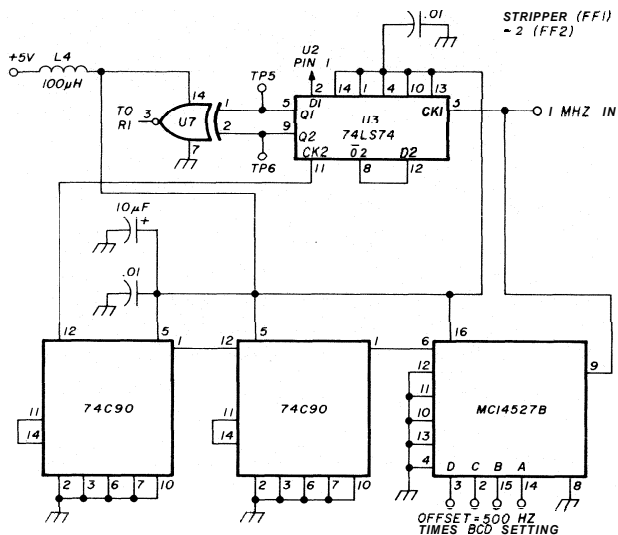 .01
STRIPPER (FF1)
÷2 (FF2)
+5V
L4
100µH
TP5
U2
PIN 1
14
2
14
1
4
10
13
TO
R1
3
U7
1
2
7
5
9
D1
Q1
Q2
CK2
113
74LS74
Q̄2
D2
CK1
5
1 MHZ IN
TP6
11
8
12
10µF
+
.01
12
5
1
12
5
1
6
16
9
74C90
11
14
2
3
6
7
10
74C90
11
14
2
3
6
7
10
MC14527B
12
11
10
13
4
D
C
B
A
3
2
15
14
8
OFFSET = 500 HZ
TIMES BCD SETTING